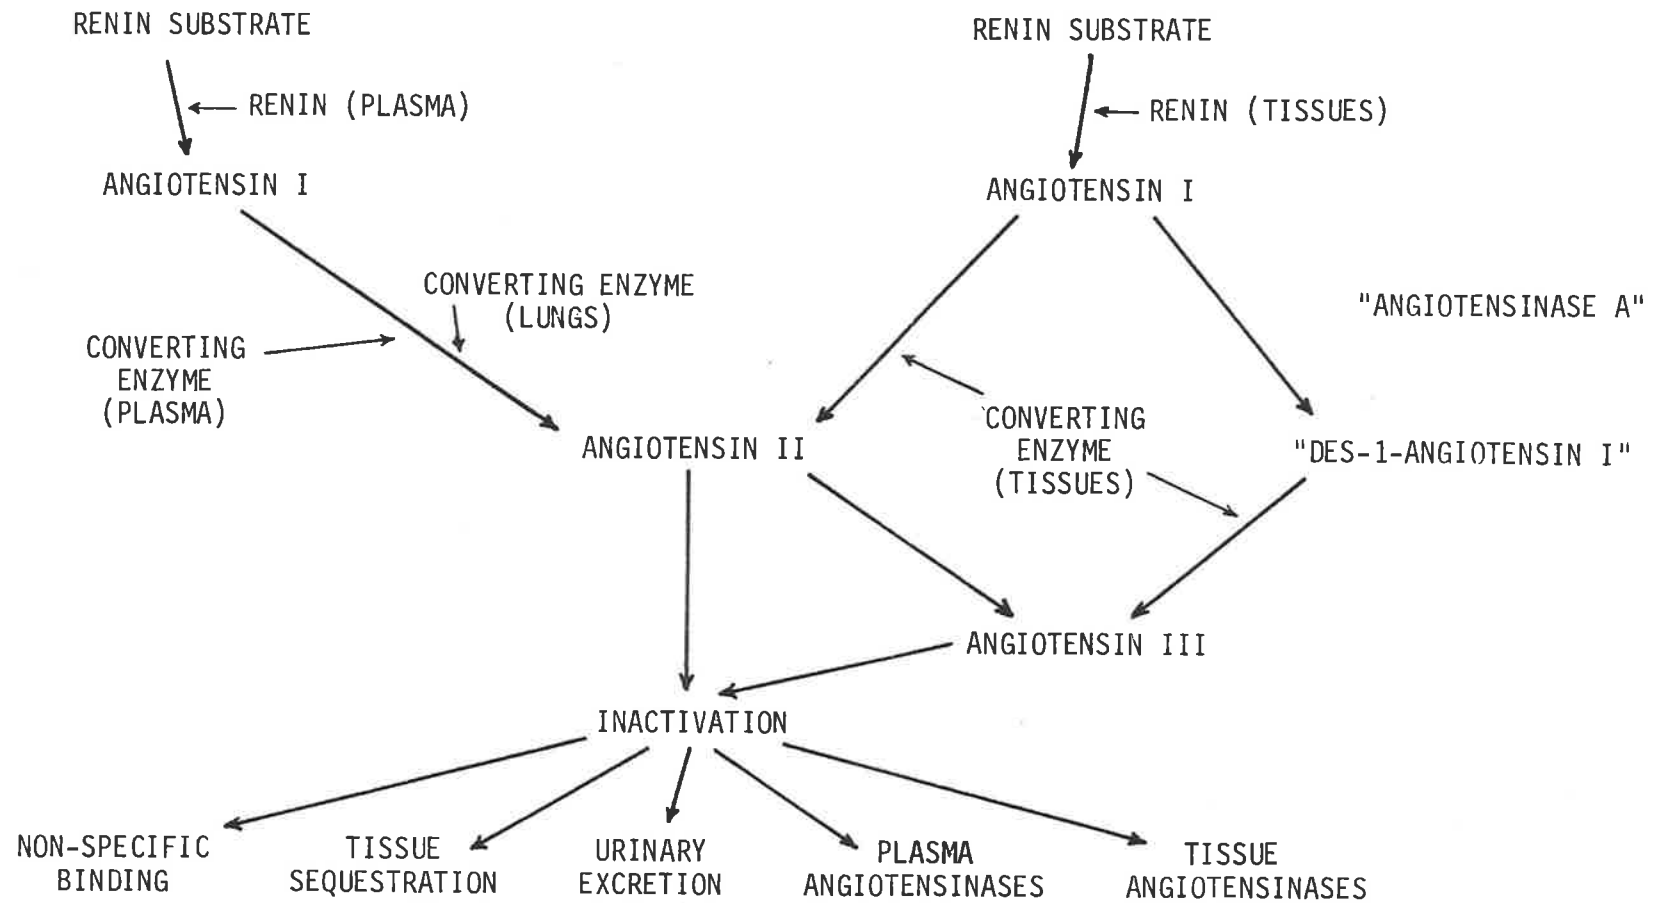 RENIN SUBSTRATE
RENIN SUBSTRATE
RENIN (PLASMA)
RENIN (TISSUES)
ANGIOTENSIN I
ANGIOTENSIN I
CONVERTING ENZYME
(LUNGS)
"ANGIOTENSINASE A"
CONVERTING
ENZYME
(PLASMA)
CONVERTING
ENZYME
(TISSUES)
ANGIOTENSIN II
"DES-1-ANGIOTENSIN I"
ANGIOTENSIN III
INACTIVATION
NON-SPECIFIC
BINDING
TISSUE
SEQUESTRATION
URINARY
EXCRETION
PLASMA
ANGIOTENSINASES
TISSUE
ANGIOTENSINASES